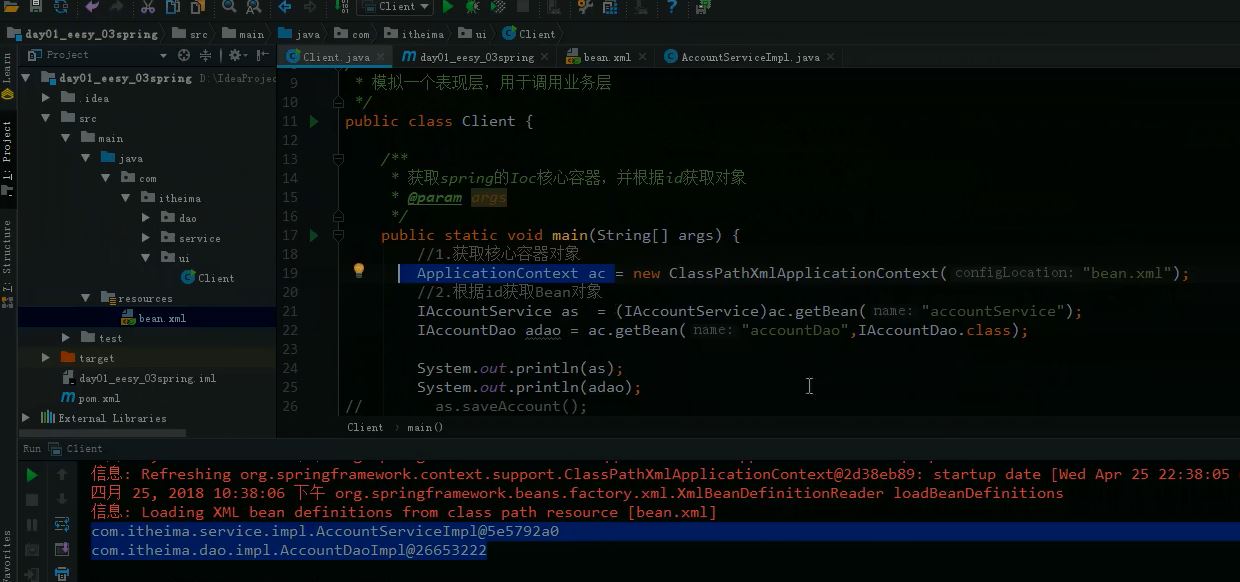 Client
day01_eesy_03spring
src
main
java
com
itheima
ui
Client
Project
Client.java
day01_eesy_03spring
bean.xml
AccountServiceImpl.java
Learn
1: Project
7: Structure
avorites
day01_eesy_03spring D:\IdeaProjec
.idea
src
main
java
com
itheima
dao
service
ui
Client
resources
bean.xml
test
target
day01_eesy_03spring.iml
pom.xml
External Libraries
9 * 模拟一个表现层，用于调用业务层
10 */
11 public class Client {
12
13 /**
14 * 获取spring的Ioc核心容器，并根据id获取对象
15 * @param args
16 */
17 public static void main(String[] args) {
18 //1.获取核心容器对象
19 ApplicationContext ac = new ClassPathXmlApplicationContext( configLocation: "bean.xml");
20 //2.根据id获取Bean对象
21 IAccountService as = (IAccountService)ac.getBean( name: "accountService");
22 IAccountDao adao = ac.getBean( name: "accountDao",IAccountDao.class);
23
24 System.out.println(as);
25 System.out.println(adao);
26 // as.saveAccount();
Client › main()
Run Client
信息: Refreshing org.springframework.context.support.ClassPathXmlApplicationContext@2d38eb89: startup date [Wed Apr 25 22:38:05
四月 25, 2018 10:38:06 下午 org.springframework.beans.factory.xml.XmlBeanDefinitionReader loadBeanDefinitions
信息: Loading XML bean definitions from class path resource [bean.xml]
com.itheima.service.impl.AccountServiceImpl@5e5792a0
com.itheima.dao.impl.AccountDaoImpl@26653222